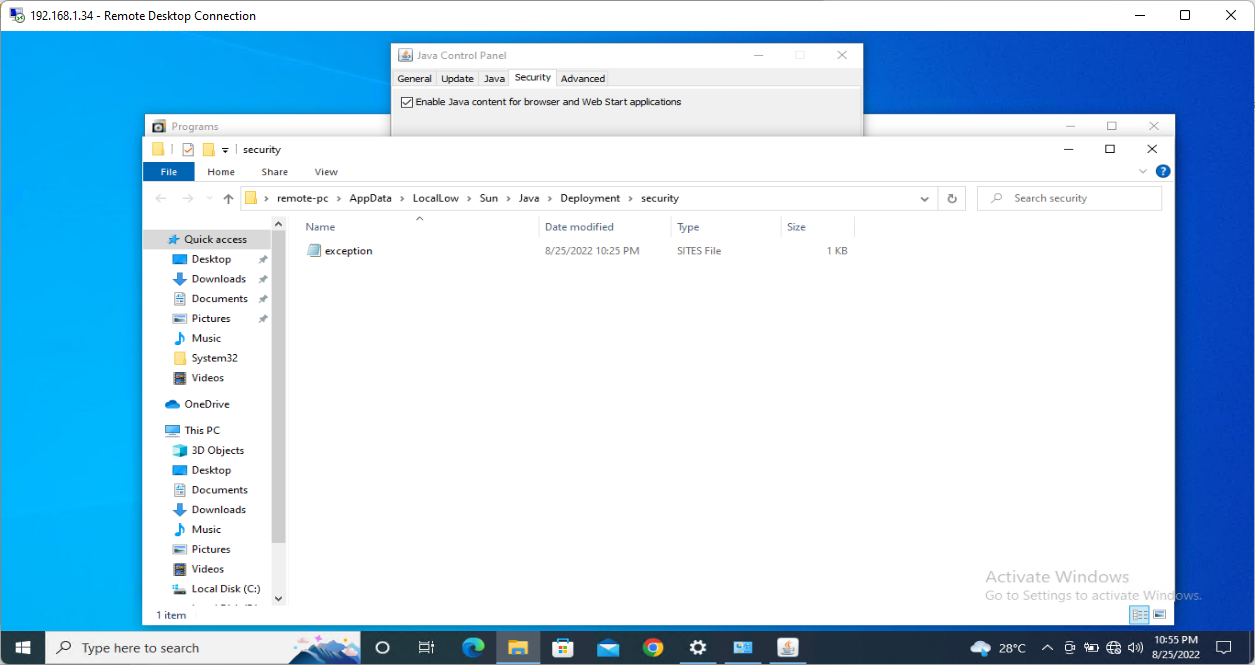 192.168.1.34 - Remote Desktop Connection
Java Control Panel
General Update Java Security Advanced
Enable Java content for browser and Web Start applications
Programs
security
File Home Share View
remote-pc > AppData > LocalLow > Sun > Java > Deployment > security
Search security
Name Date modified Type Size
exception 8/25/2022 10:25 PM SITES File 1 KB
Quick access
Desktop
Downloads
Documents
Pictures
Music
System32
Videos
OneDrive
This PC
3D Objects
Desktop
Documents
Downloads
Music
Pictures
Videos
Local Disk (C:)
1 item
Activate Windows
Go to Settings to activate Windows.
Type here to search
28°C
10:55 PM
8/25/2022